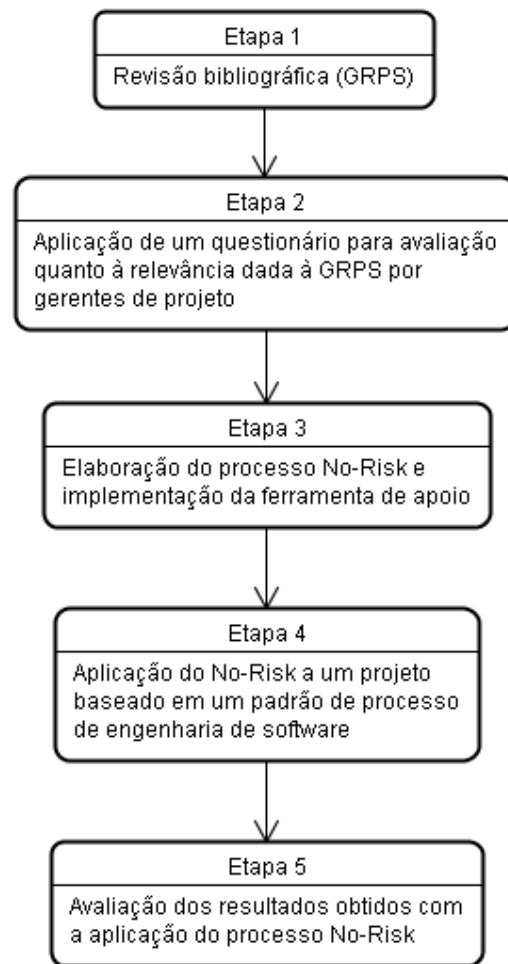 Etapa 1
Revisão bibliográfica (GRPS)
Etapa 2
Aplicação de um questionário para avaliação
quanto à relevância dada à GRPS por
gerentes de projeto
Etapa 3
Elaboração do processo No-Risk e
implementação da ferramenta de apoio
Etapa 4
Aplicação do No-Risk a um projeto
baseado em um padrão de processo
de engenharia de software
Etapa 5
Avaliação dos resultados obtidos com
a aplicação do processo No-Risk